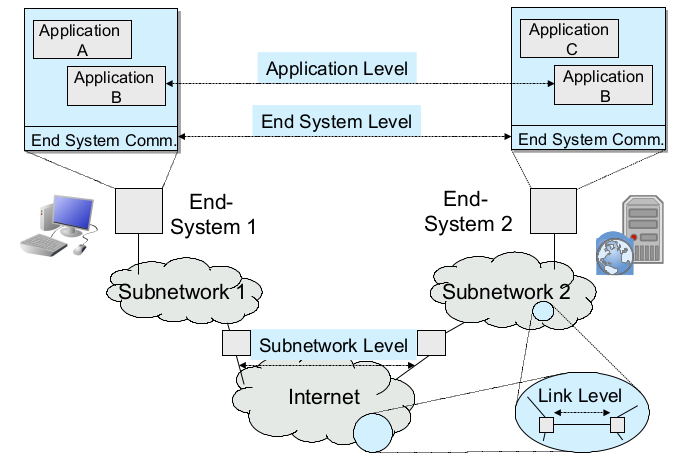 Application
A
Application
B
End System Comm.
Application Level
End System Level
Application
C
Application
B
End System Comm.
End-
System 1
End-
System 2
Subnetwork 1
Subnetwork 2
Subnetwork Level
Internet
Link Level